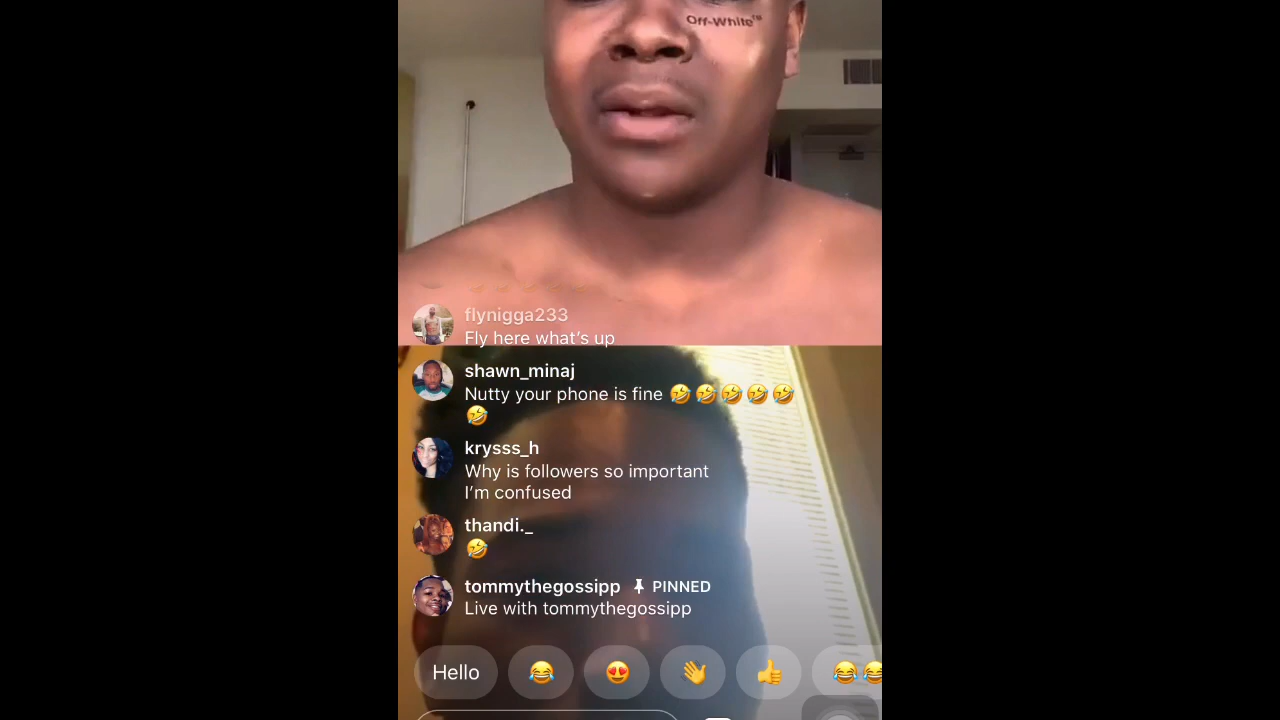 Off-White™
flynigga233
Fly here what's up
shawn_minaj
Nutty your phone is fine 🤣🤣🤣🤣🤣
🤣
krysss_h
Why is followers so important
I'm confused
thandi._
🤣
tommythegossipp 📌 PINNED
Live with tommythegossipp
Hello 😂 😍 👋 👍 😂😂